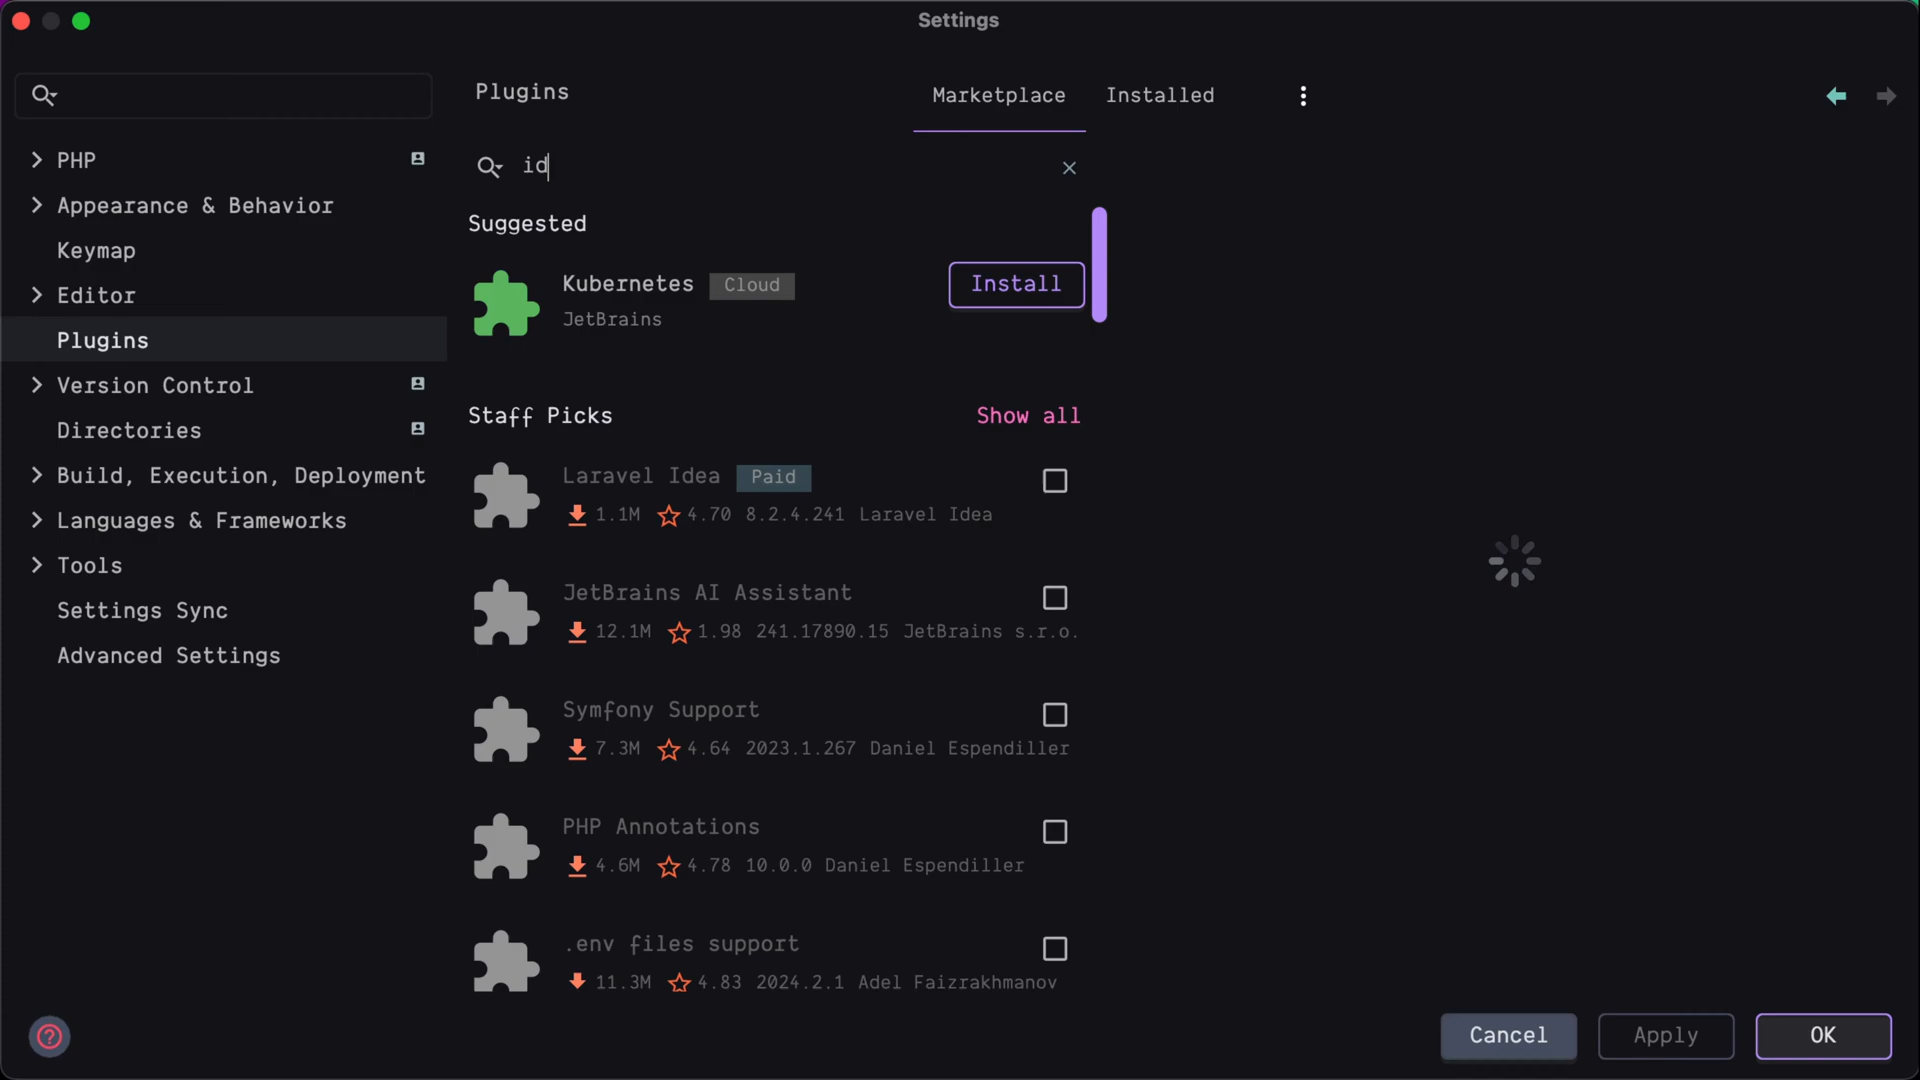 Settings
Plugins
Marketplace
Installed
PHP
Appearance & Behavior
Keymap
Editor
Plugins
Version Control
Directories
Build, Execution, Deployment
Languages & Frameworks
Tools
Settings Sync
Advanced Settings
id
Suggested
Kubernetes Cloud
JetBrains
Install
Staff Picks
Show all
Laravel Idea Paid
1.1M 4.70 8.2.4.241 Laravel Idea
JetBrains AI Assistant
12.1M 1.98 241.17890.15 JetBrains s.r.o.
Symfony Support
7.3M 4.64 2023.1.267 Daniel Espendiller
PHP Annotations
4.6M 4.78 10.0.0 Daniel Espendiller
.env files support
11.3M 4.83 2024.2.1 Adel Faizrakhmanov
?
Cancel
Apply
OK